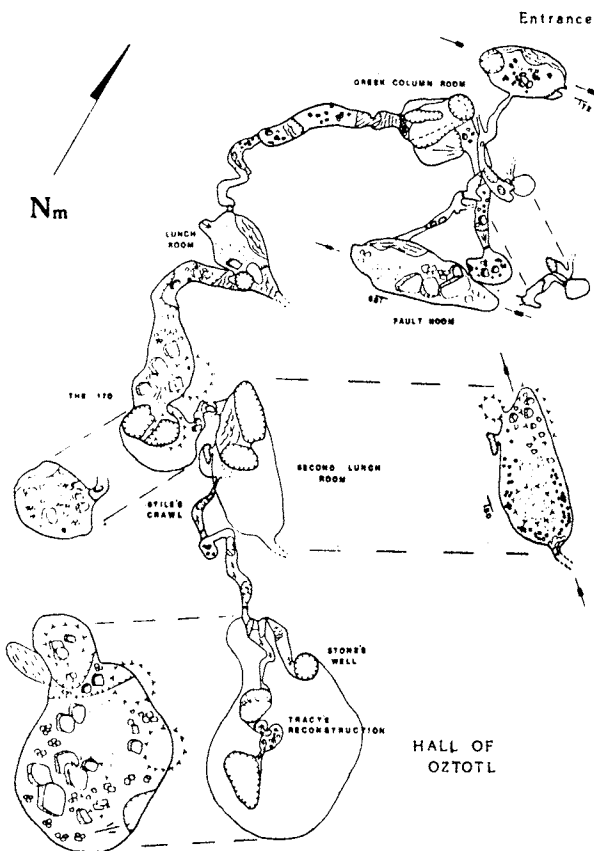 Entrance
GREEK COLUMN ROOM
Nm
LUNCH
ROOM
FAULT ROOM
THE 170
SECOND LUNCH
ROOM
STILE'S
CRAWL
STONE'S
WELL
TRACY'S
RECONSTRUCTION
HALL OF
OZTOTL